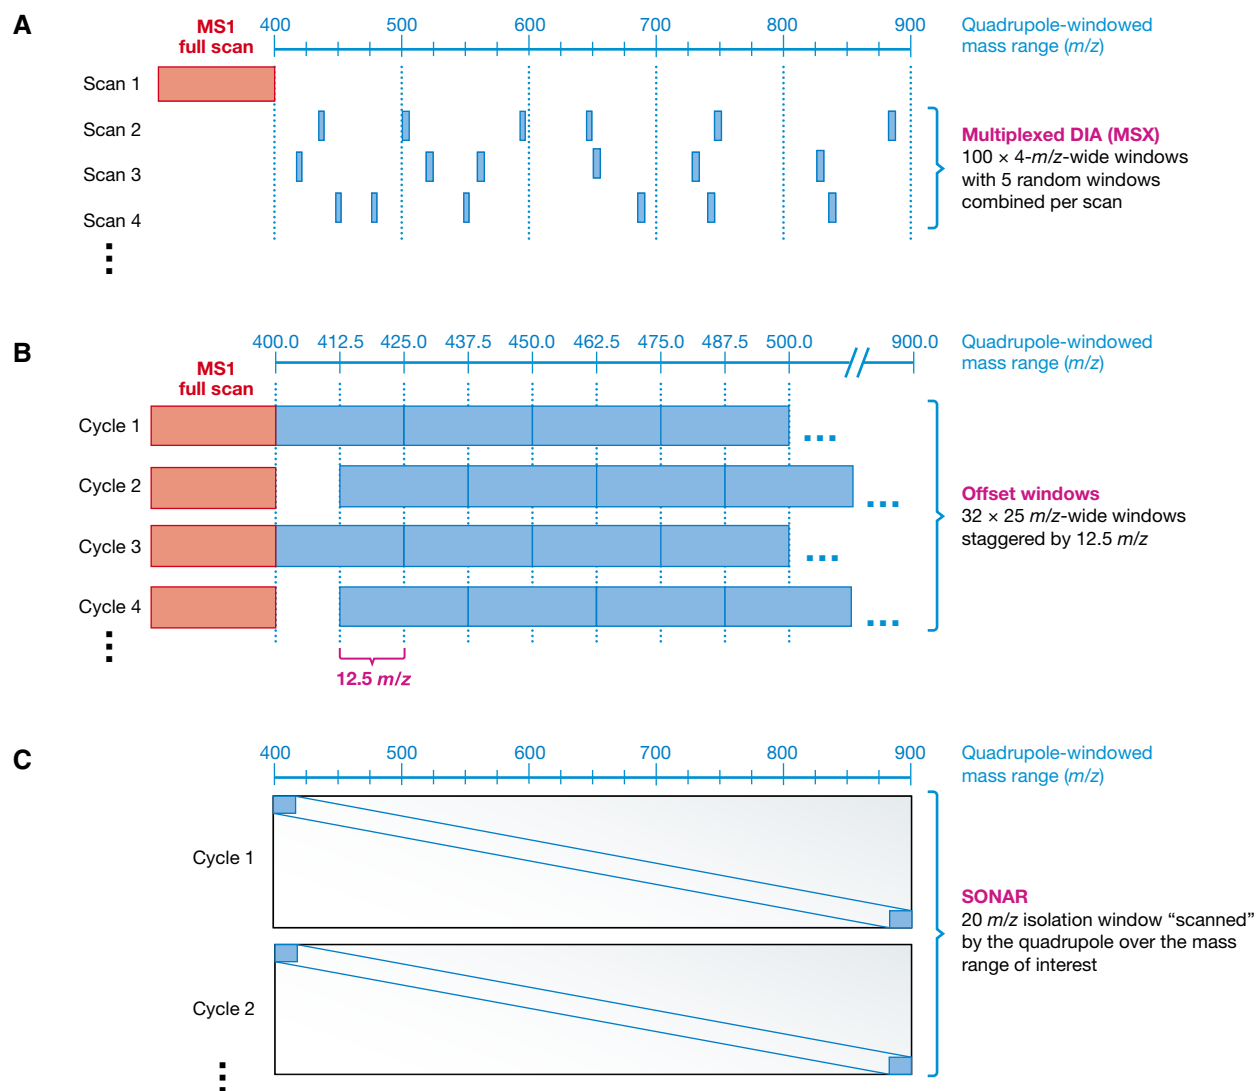 A
MS1
full scan
400 500 600 700 800 900
Quadrupole-windowed
mass range (m/z)
Scan 1
Scan 2
Scan 3
Scan 4
Multiplexed DIA (MSX)
100 × 4-m/z-wide windows
with 5 random windows
combined per scan
B
MS1
full scan
400.0 412.5 425.0 437.5 450.0 462.5 475.0 487.5 500.0 900.0
Quadrupole-windowed
mass range (m/z)
Cycle 1
Cycle 2
Cycle 3
Cycle 4
12.5 m/z
Offset windows
32 × 25 m/z-wide windows
staggered by 12.5 m/z
C
400 500 600 700 800 900
Quadrupole-windowed
mass range (m/z)
Cycle 1
Cycle 2
SONAR
20 m/z isolation window “scanned”
by the quadrupole over the mass
range of interest